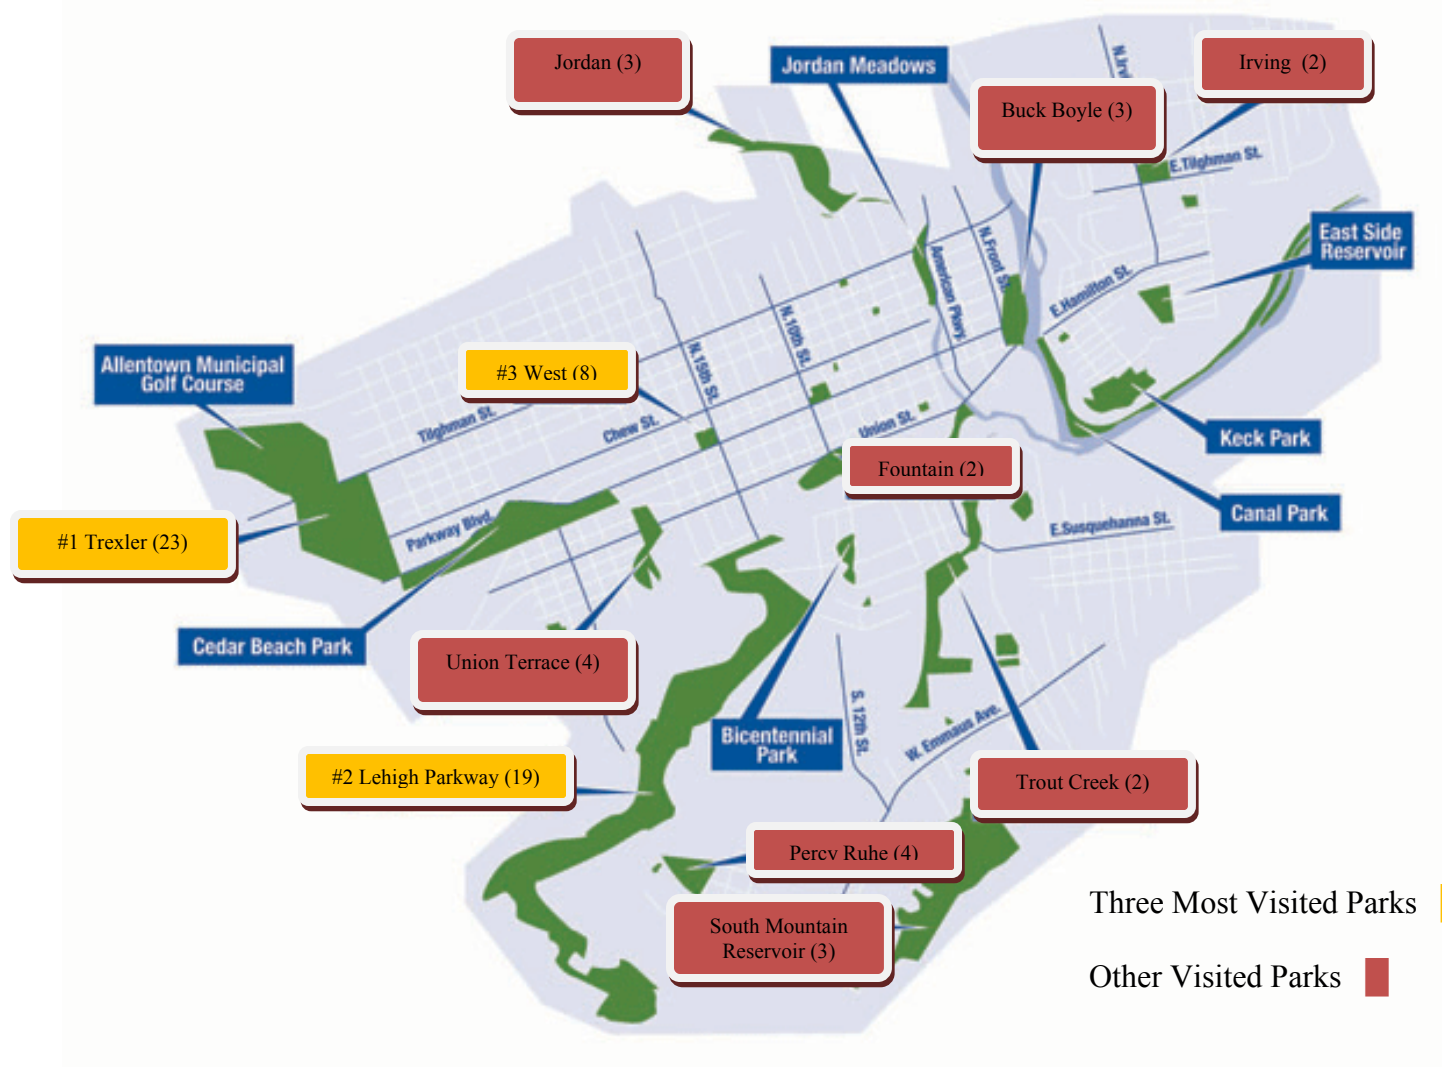 Jordan (3)
Jordan Meadows
N.Irvi
Irving (2)
Buck Boyle (3)
E.Tilghman St.
East Side
Reservoir
N.Front St.
American Pkwy.
E.Hamilton St.
N.10th St.
N.15th St.
Allentown Municipal
Golf Course
#3 West (8)
Tilghman St.
Chew St.
Union St.
Keck Park
Fountain (2)
Canal Park
#1 Trexler (23)
Parkway Blvd.
E.Susquehanna St.
Cedar Beach Park
Union Terrace (4)
Bicentennial
Park
S. 12th St.
W. Emmaus Ave.
#2 Lehigh Parkway (19)
Trout Creek (2)
Percy Ruhe (4)
South Mountain
Reservoir (3)
Three Most Visited Parks
Other Visited Parks